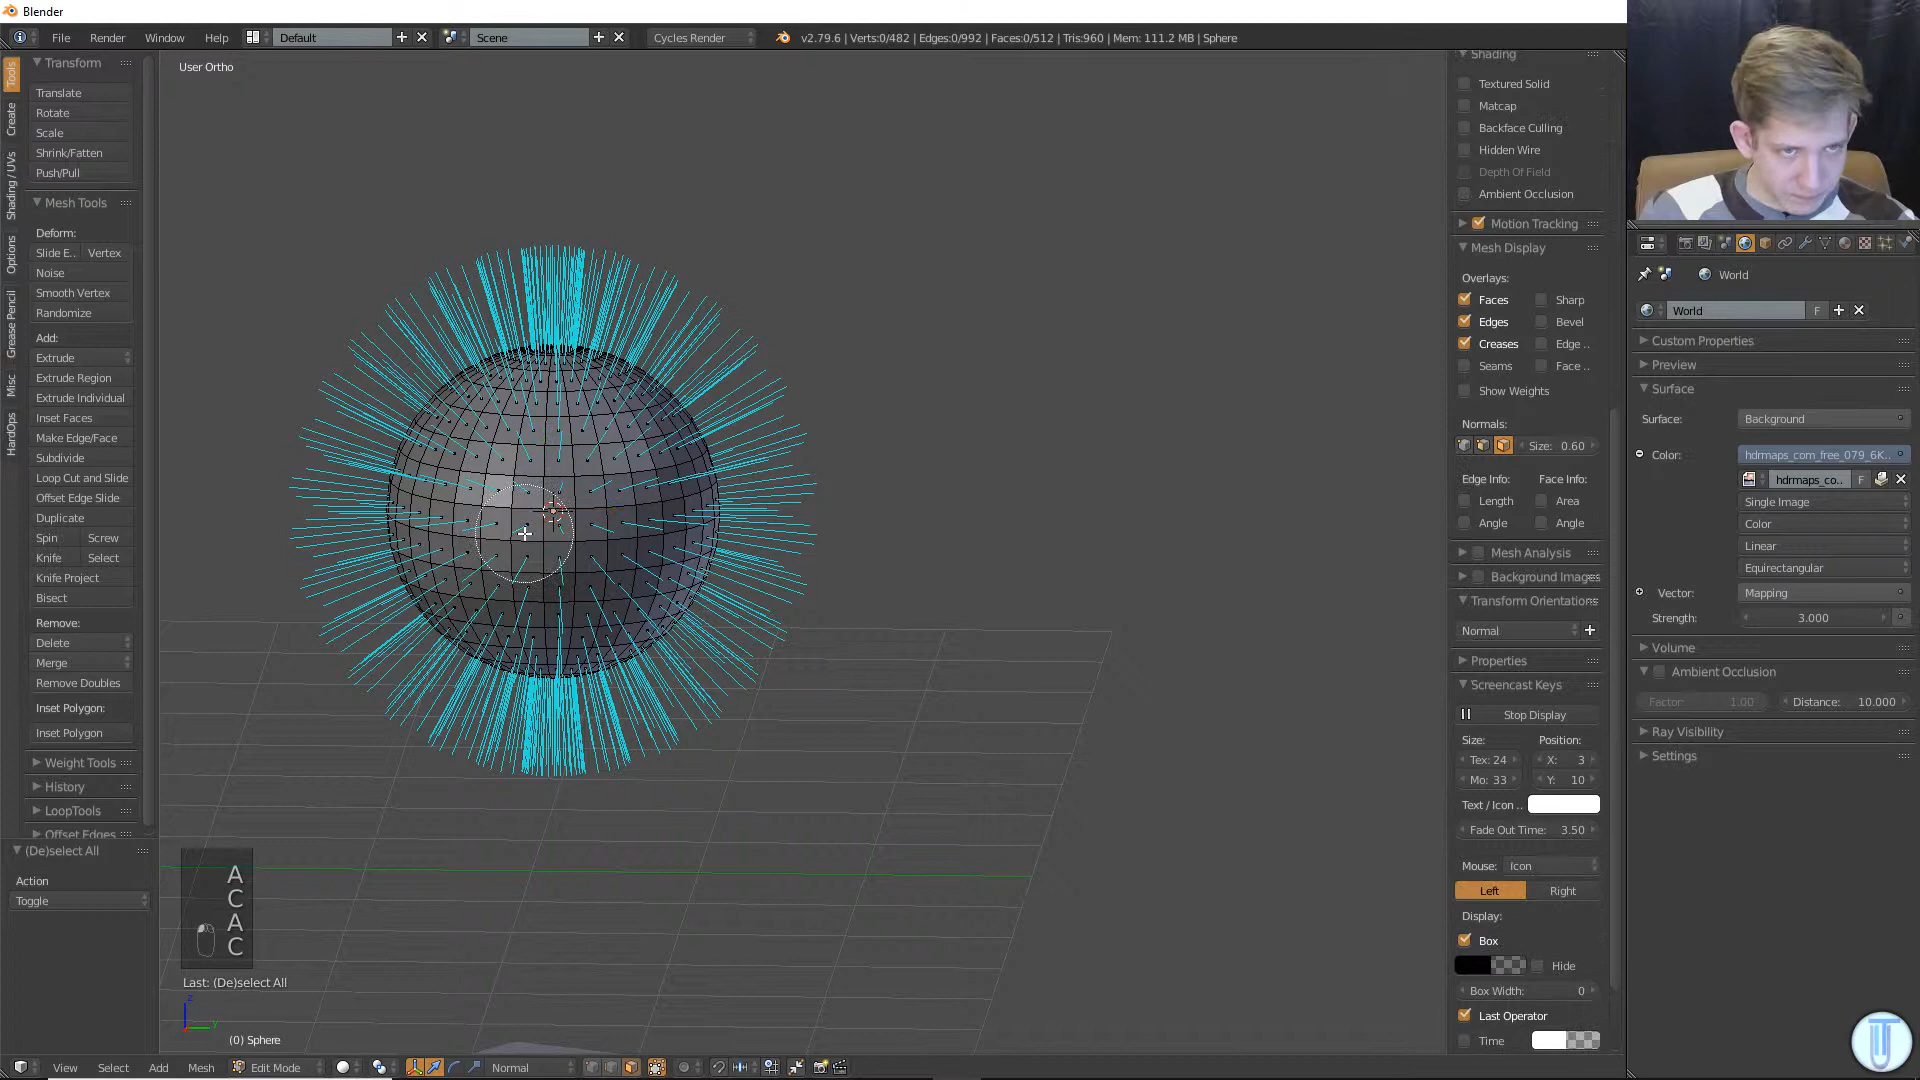 Blender
File Render Window Help Default Scene Cycles Render v2.79.6 | Verts:0/482 | Edges:0/992 | Faces:0/512 | Tris:960 | Mem: 111.2 MB | Sphere
Tools
Create
Shading / UVs
Options
Grease Pencil
Misc
HardOps
Transform
Translate
Rotate
Scale
Shrink/Fatten
Push/Pull
Mesh Tools
Deform:
Slide E.. Vertex
Noise
Smooth Vertex
Randomize
Add:
Extrude
Extrude Region
Extrude Individual
Inset Faces
Make Edge/Face
Subdivide
Loop Cut and Slide
Offset Edge Slide
Duplicate
Spin Screw
Knife Select
Knife Project
Bisect
Remove:
Delete
Merge
Remove Doubles
Inset Polygon:
Inset Polygon
Weight Tools
History
LoopTools
Offset Edges
(De)select All
Action
Toggle
User Ortho
A
C
A
C
Last: (De)select All
z
y
(0) Sphere
View Select Add Mesh Edit Mode Normal
Shading
Textured Solid
Matcap
Backface Culling
Hidden Wire
Depth Of Field
Ambient Occlusion
Motion Tracking
Mesh Display
Overlays:
Faces Sharp
Edges Bevel
Creases Edge ..
Seams Face ..
Show Weights
Normals:
Size: 0.60
Edge Info: Face Info:
Length Area
Angle Angle
Mesh Analysis
Background Images
Transform Orientations
Normal
Properties
Screencast Keys
Stop Display
Size: Position:
Tex: 24 X: 3
Mo: 33 Y: 10
Text / Icon ..
Fade Out Time: 3.50
Mouse: Icon
Left Right
Display:
Box
Hide
Box Width: 0
Last Operator
Time
World
World F
Custom Properties
Preview
Surface
Surface: Background
Color: hdrmaps_com_free_079_6K..
hdrmaps_co.. F
Single Image
Color
Linear
Equirectangular
Vector: Mapping
Strength: 3.000
Volume
Ambient Occlusion
Factor: 1.00 Distance: 10.000
Ray Visibility
Settings